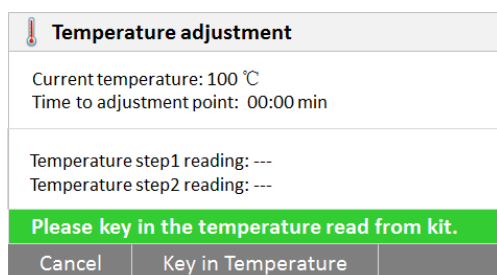 Temperature adjustment
Current temperature: 100 ℃
Time to adjustment point: 00:00 min
Temperature step1 reading: ---
Temperature step2 reading: ---
Please key in the temperature read from kit.
Cancel Key in Temperature